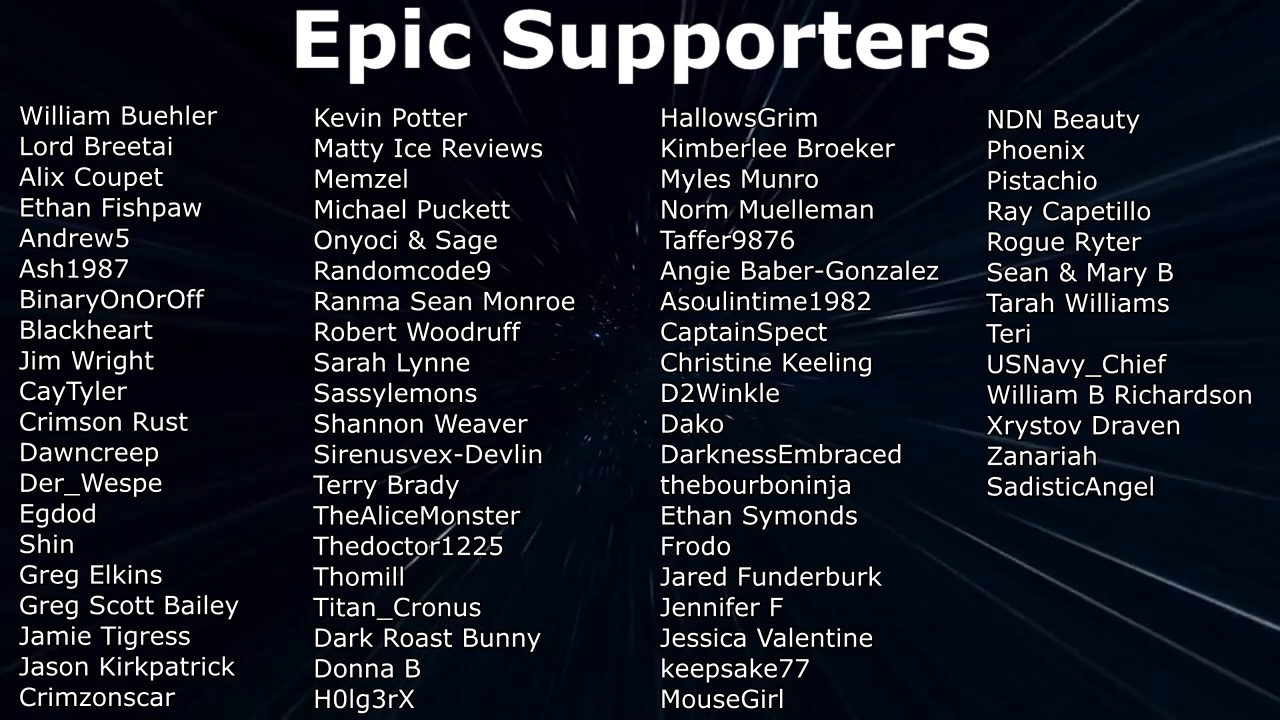 Epic Supporters
William Buehler
Lord Breetai
Alix Coupet
Ethan Fishpaw
Andrew5
Ash1987
BinaryOnOrOff
Blackheart
Jim Wright
CayTyler
Crimson Rust
Dawncreep
Der_Wespe
Egdod
Shin
Greg Elkins
Greg Scott Bailey
Jamie Tigress
Jason Kirkpatrick
Crimzonscar
Kevin Potter
Matty Ice Reviews
Memzel
Michael Puckett
Onyoci & Sage
Randomcode9
Ranma Sean Monroe
Robert Woodruff
Sarah Lynne
Sassylemons
Shannon Weaver
Sirenusvex-Devlin
Terry Brady
TheAliceMonster
Thedoctor1225
Thomill
Titan_Cronus
Dark Roast Bunny
Donna B
H0lg3rX
HallowsGrim
Kimberlee Broeker
Myles Munro
Norm Muelleman
Taffer9876
Angie Baber-Gonzalez
Asoulintime1982
CaptainSpect
Christine Keeling
D2Winkle
Dako
DarknessEmbraced
thebourboninja
Ethan Symonds
Frodo
Jared Funderburk
Jennifer F
Jessica Valentine
keepsake77
MouseGirl
NDN Beauty
Phoenix
Pistachio
Ray Capetillo
Rogue Ryter
Sean & Mary B
Tarah Williams
Teri
USNavy_Chief
William B Richardson
Xrystov Draven
Zanariah
SadisticAngel